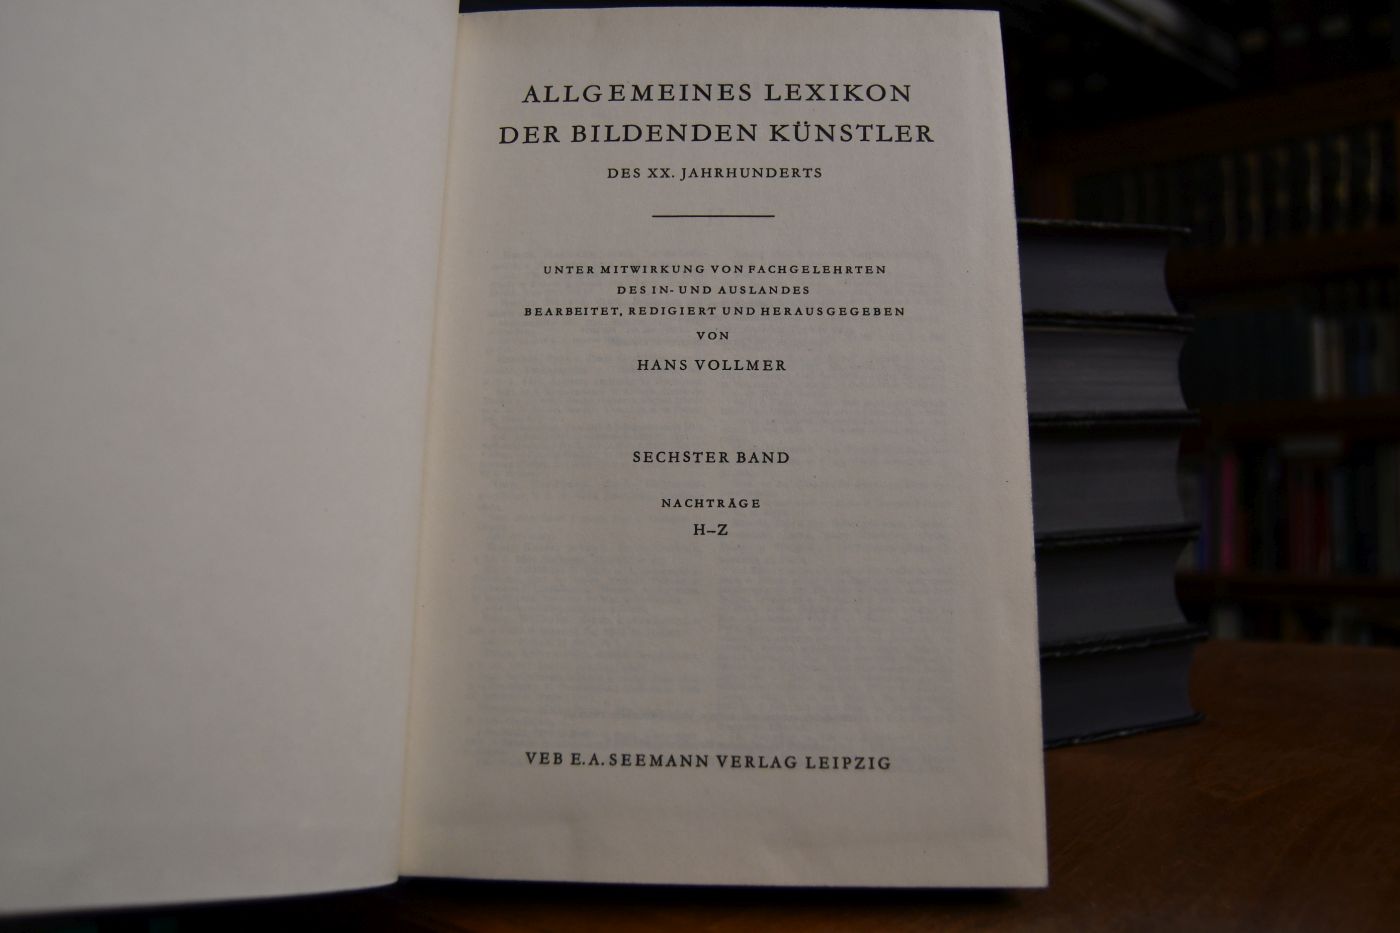 ALLGEMEINES LEXIKON
DER BILDENDEN KÜNSTLER
DES XX. JAHRHUNDERTS
UNTER MITWIRKUNG VON FACHGELEHRTEN
DES IN- UND AUSLANDES
BEARBEITET, REDIGIERT UND HERAUSGEGEBEN
VON
HANS VOLLMER
SECHSTER BAND
NACHTRÄGE
H–Z
VEB E. A. SEEMANN VERLAG LEIPZIG